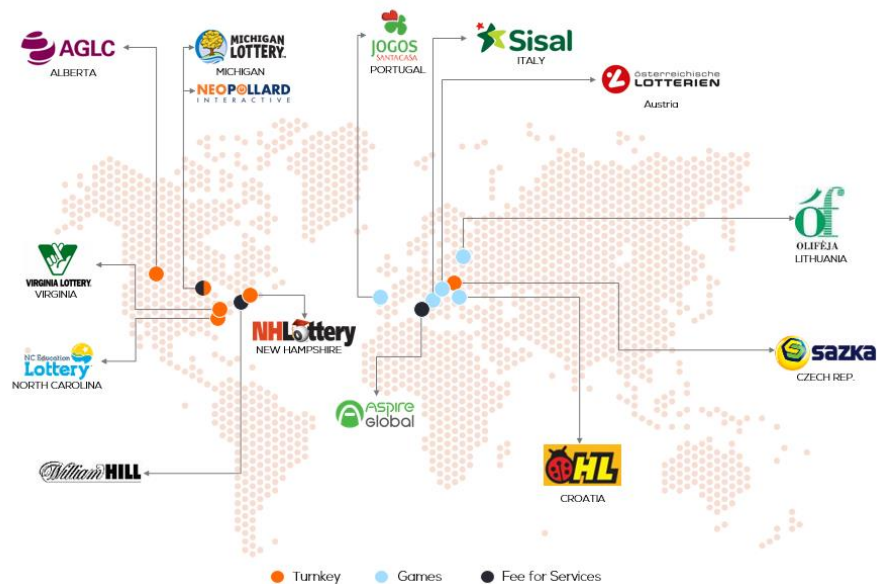 AGLC
ALBERTA
MICHIGAN
LOTTERY™
MICHIGAN
NEOPOLLARD
INTERACTIVE
JOGOS
SANTACASA
PORTUGAL
Sisal
ITALY
österreichische
LOTTERIEN
Austria
óf
OLIFĖJA
LITHUANIA
VIRGINIA LOTTERY.
VIRGINIA
NC Education
Lottery
NORTH CAROLINA
NHLottery
NEW HAMPSHIRE
SAZKA
CZECH REP.
ASPIRE
GLOBAL
HL
CROATIA
William HILL
Turnkey
Games
Fee for Services